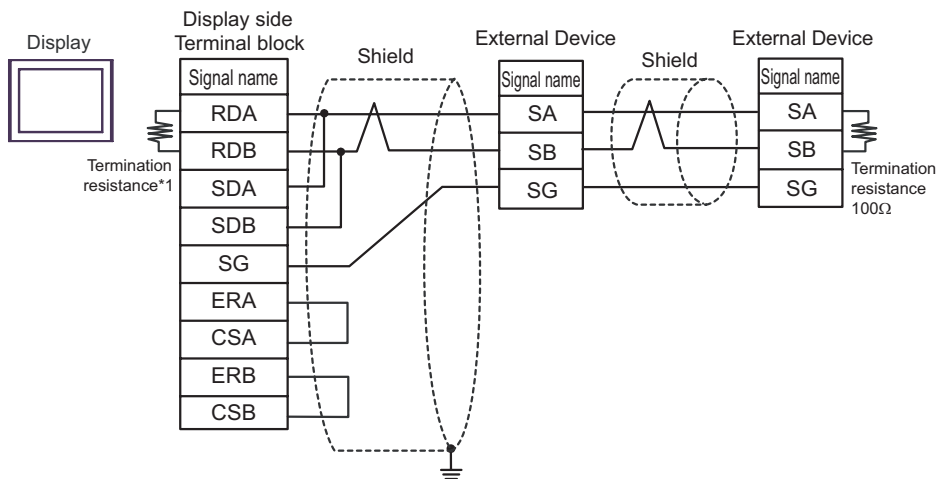 Display
Display side
Terminal block
Signal name
RDA
RDB
SDA
SDB
SG
ERA
CSA
ERB
CSB
Termination
resistance*1
Shield
External Device
Signal name
SA
SB
SG
Shield
External Device
Signal name
SA
SB
SG
Termination
resistance
100Ω